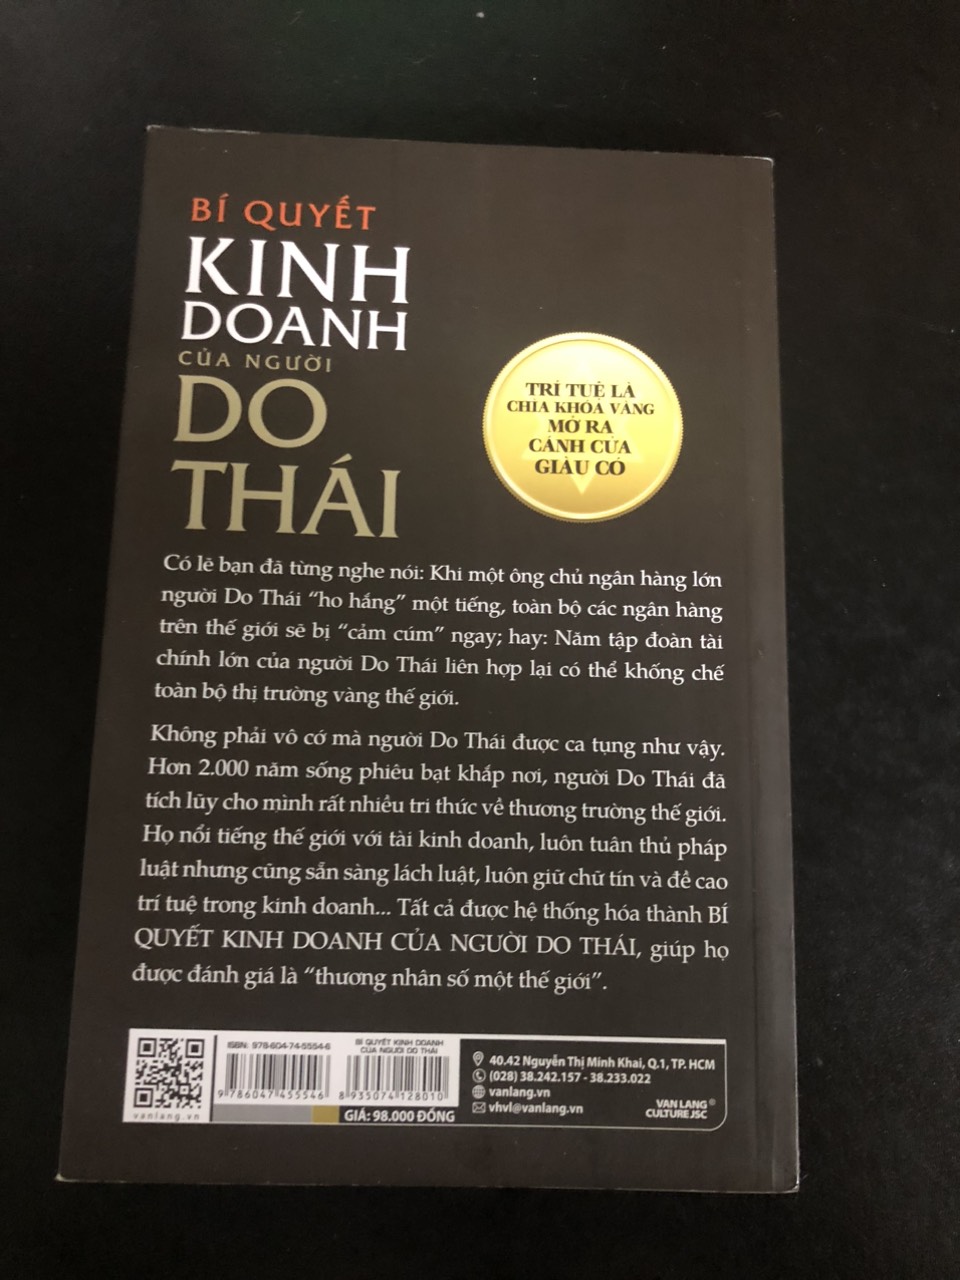 BÍ QUYẾT
KINH
DOANH
CỦA NGƯỜI
DO
THÁI
TRÍ TUỆ LÀ
CHÌA KHÓA VÀNG
MỞ RA
CÁNH CỬA
GIÀU CÓ
Có lẽ bạn đã từng nghe nói: Khi một ông chủ ngân hàng lớn
người Do Thái “ho hắng” một tiếng, toàn bộ các ngân hàng
trên thế giới sẽ bị “cảm cúm” ngay; hay: Năm tập đoàn tài
chính lớn của người Do Thái liên hợp lại có thể khống chế
toàn bộ thị trường vàng thế giới.
Không phải vô cớ mà người Do Thái được ca tụng như vậy.
Hơn 2.000 năm sống phiêu bạt khắp nơi, người Do Thái đã
tích lũy cho mình rất nhiều tri thức về thương trường thế giới.
Họ nổi tiếng thế giới với tài kinh doanh, luôn tuân thủ pháp
luật nhưng cũng sẵn sàng lách luật, luôn giữ chữ tín và đề cao
trí tuệ trong kinh doanh... Tất cả được hệ thống hóa thành BÍ
QUYẾT KINH DOANH CỦA NGƯỜI DO THÁI, giúp họ
được đánh giá là “thương nhân số một thế giới”.
vanlang.vn
ISBN: 978-604-74-5554-6
9 786047 455546
BÍ QUYẾT KINH DOANH
CỦA NGƯỜI DO THÁI
8 935074 128010
GIÁ: 98.000 ĐỒNG
40.42 Nguyễn Thị Minh Khai, Q.1, TP. HCM
(028) 38.242.157 - 38.233.022
vanlang.vn
vhvl@vanlang.vn
VAN LANG®
CULTURE JSC